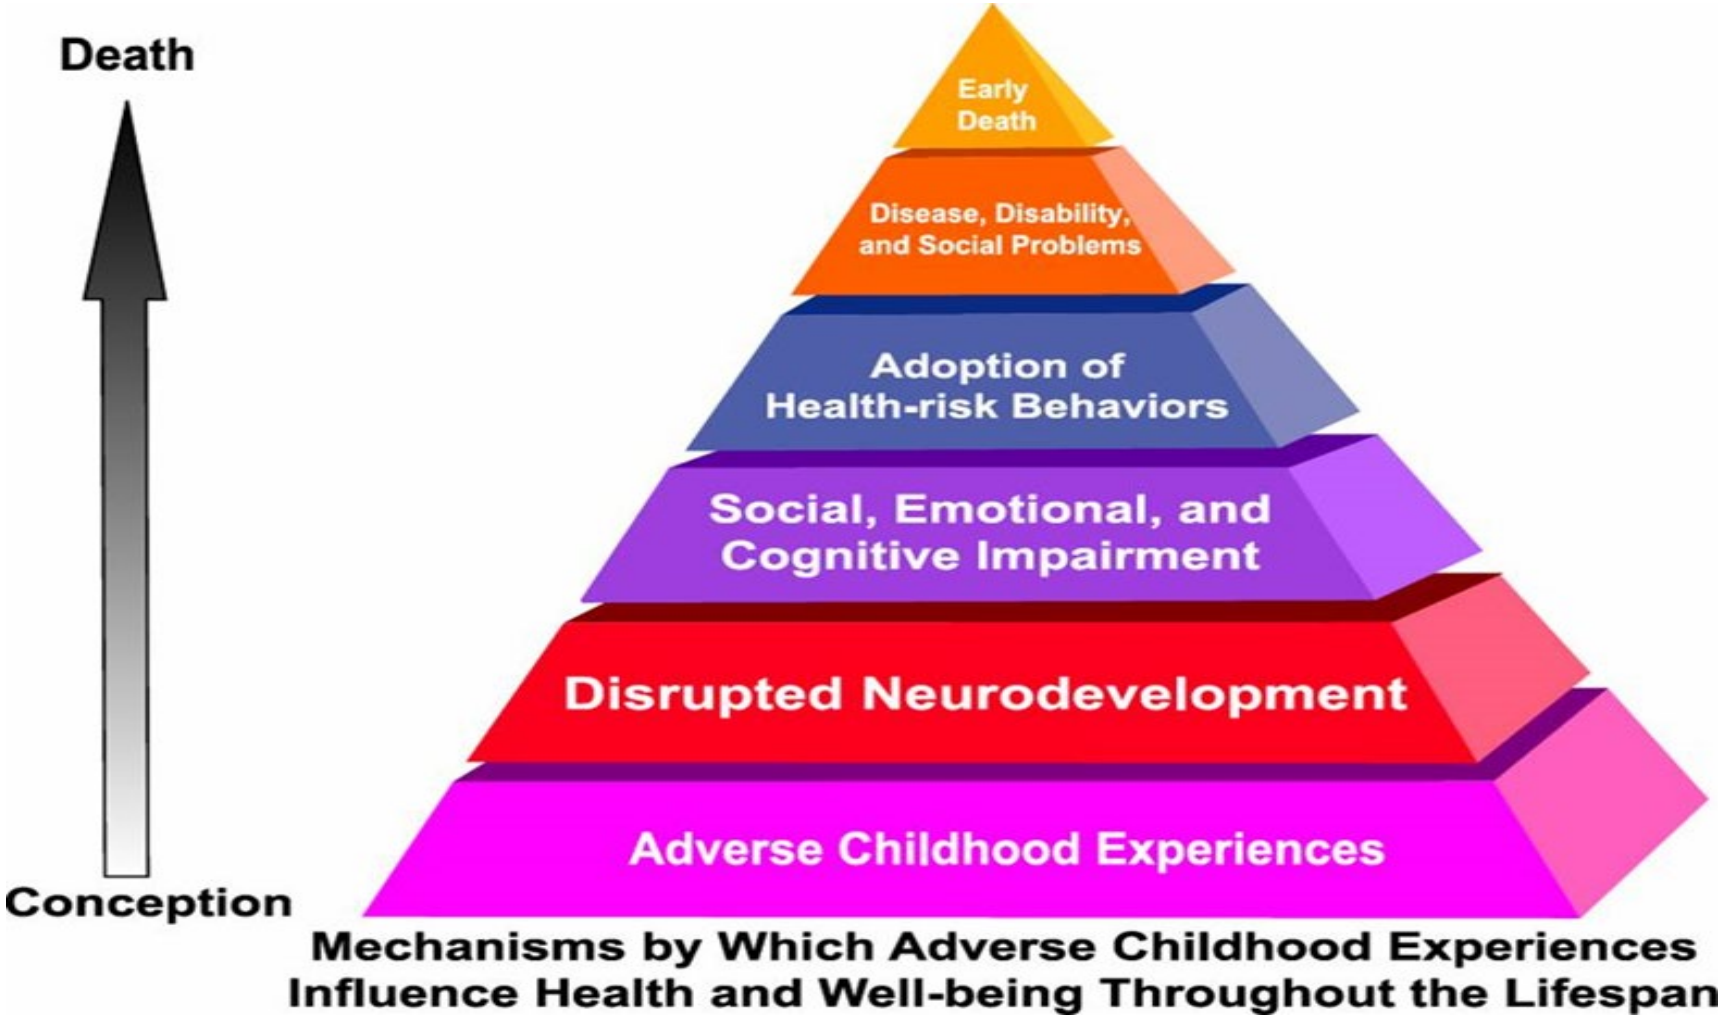 Death
Early
Death
Disease, Disability,
and Social Problems
Adoption of
Health-risk Behaviors
Social, Emotional, and
Cognitive Impairment
Disrupted Neurodevelopment
Adverse Childhood Experiences
Conception
Mechanisms by Which Adverse Childhood Experiences
Influence Health and Well-being Throughout the Lifespan